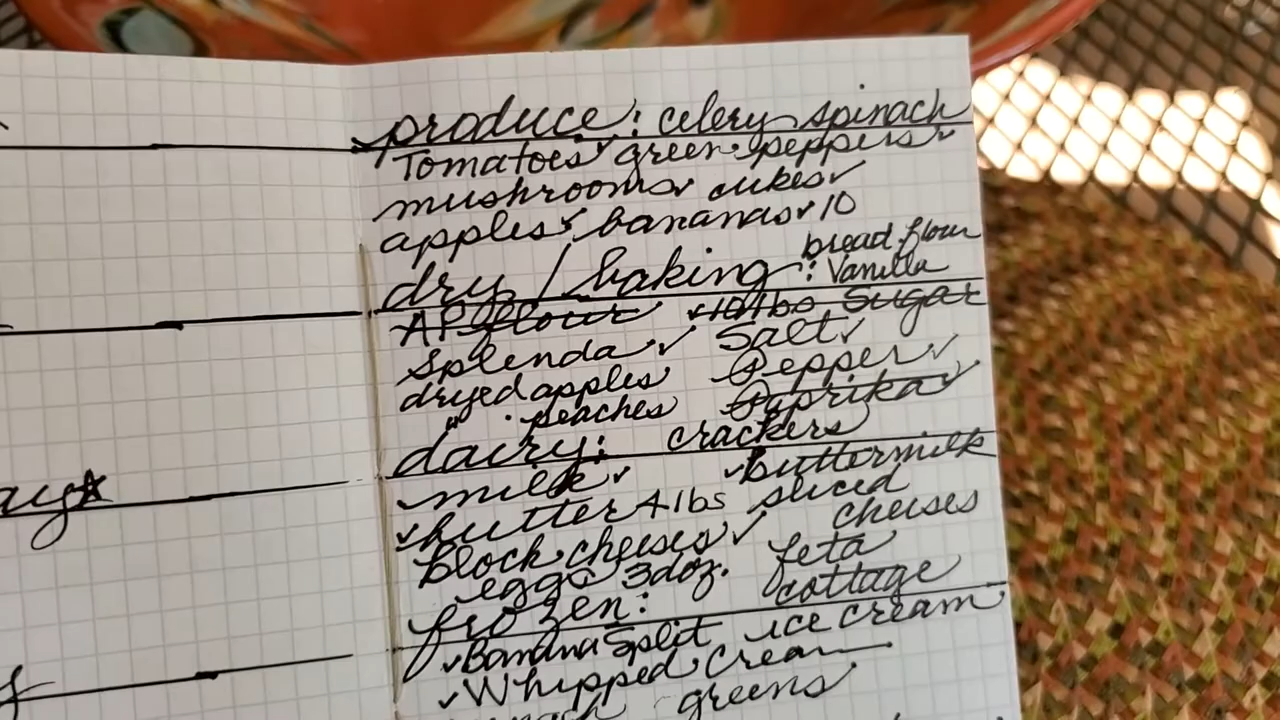 produce: celery spinach
Tomatoes✓ green peppers✓
mushrooms✓ cukes✓
apples✓ bananas✓ 10
dry / baking: bread flour
Vanilla
AP flour ✓10 lbs Sugar
Splenda ✓ Salt✓
dryed apples Pepper✓
" peaches Paprika✓
dairy: crackers
milk ✓ ✓buttermilk
✓butter 4 lbs sliced
Block cheeses ✓ cheeses
eggs 3 doz. feta
frozen: cottage
✓Banana Split ice cream
✓Whipped Cream
greens